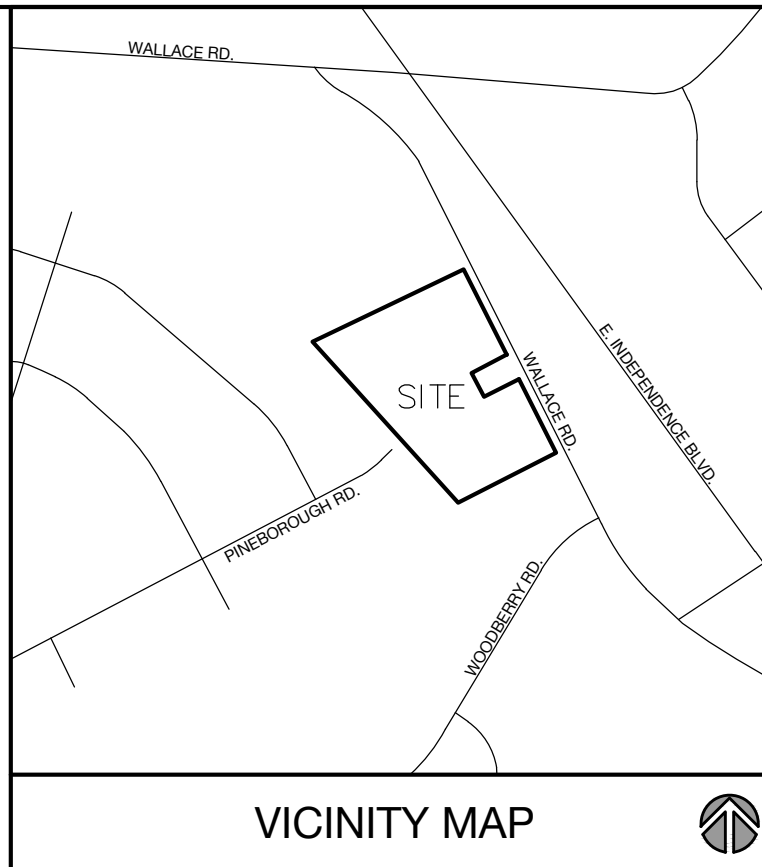 WALLACE RD.
E. INDEPENDENCE BLVD.
WALLACE RD.
SITE
PINEBOROUGH RD.
WOODBERRY RD.
VICINITY MAP